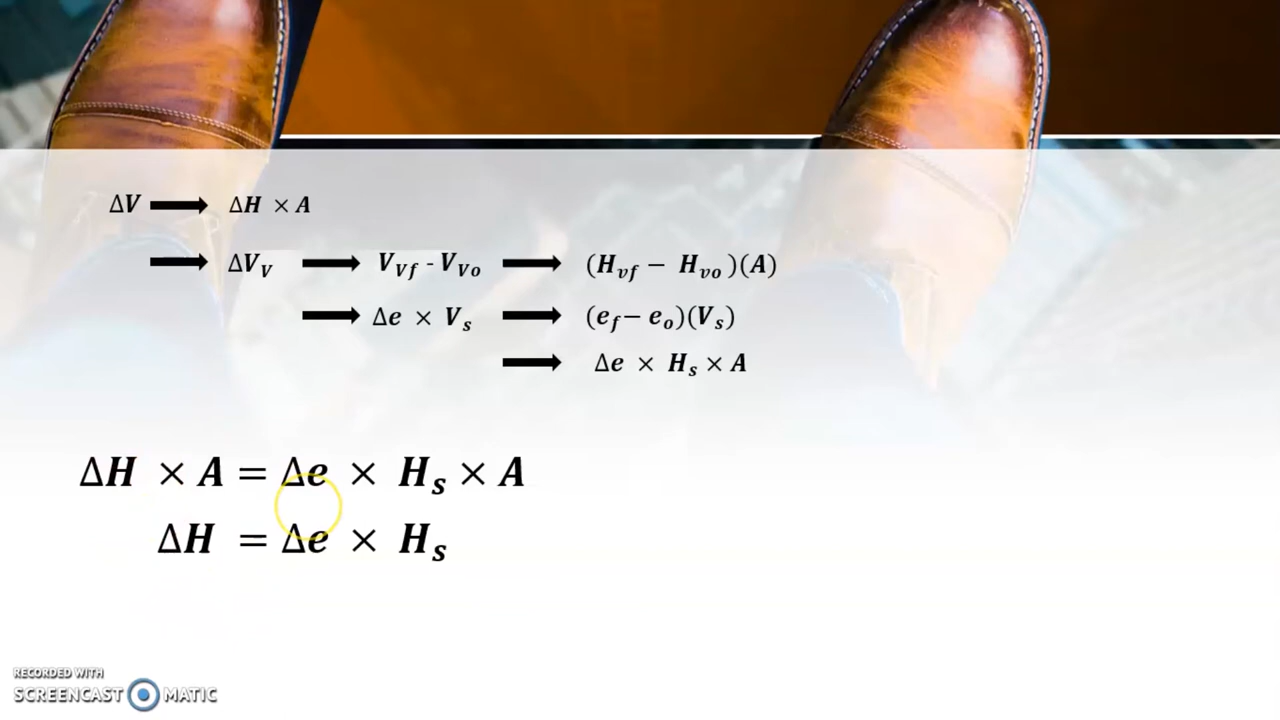 ΔV → ΔH × A
→ ΔV_V → V_Vf - V_Vo → (H_vf − H_vo)(A)
→ Δe × V_s → (e_f − e_o)(V_s)
→ Δe × H_s × A
ΔH × A = Δe × H_s × A
ΔH = Δe × H_s
RECORDED WITH
SCREENCAST MATIC